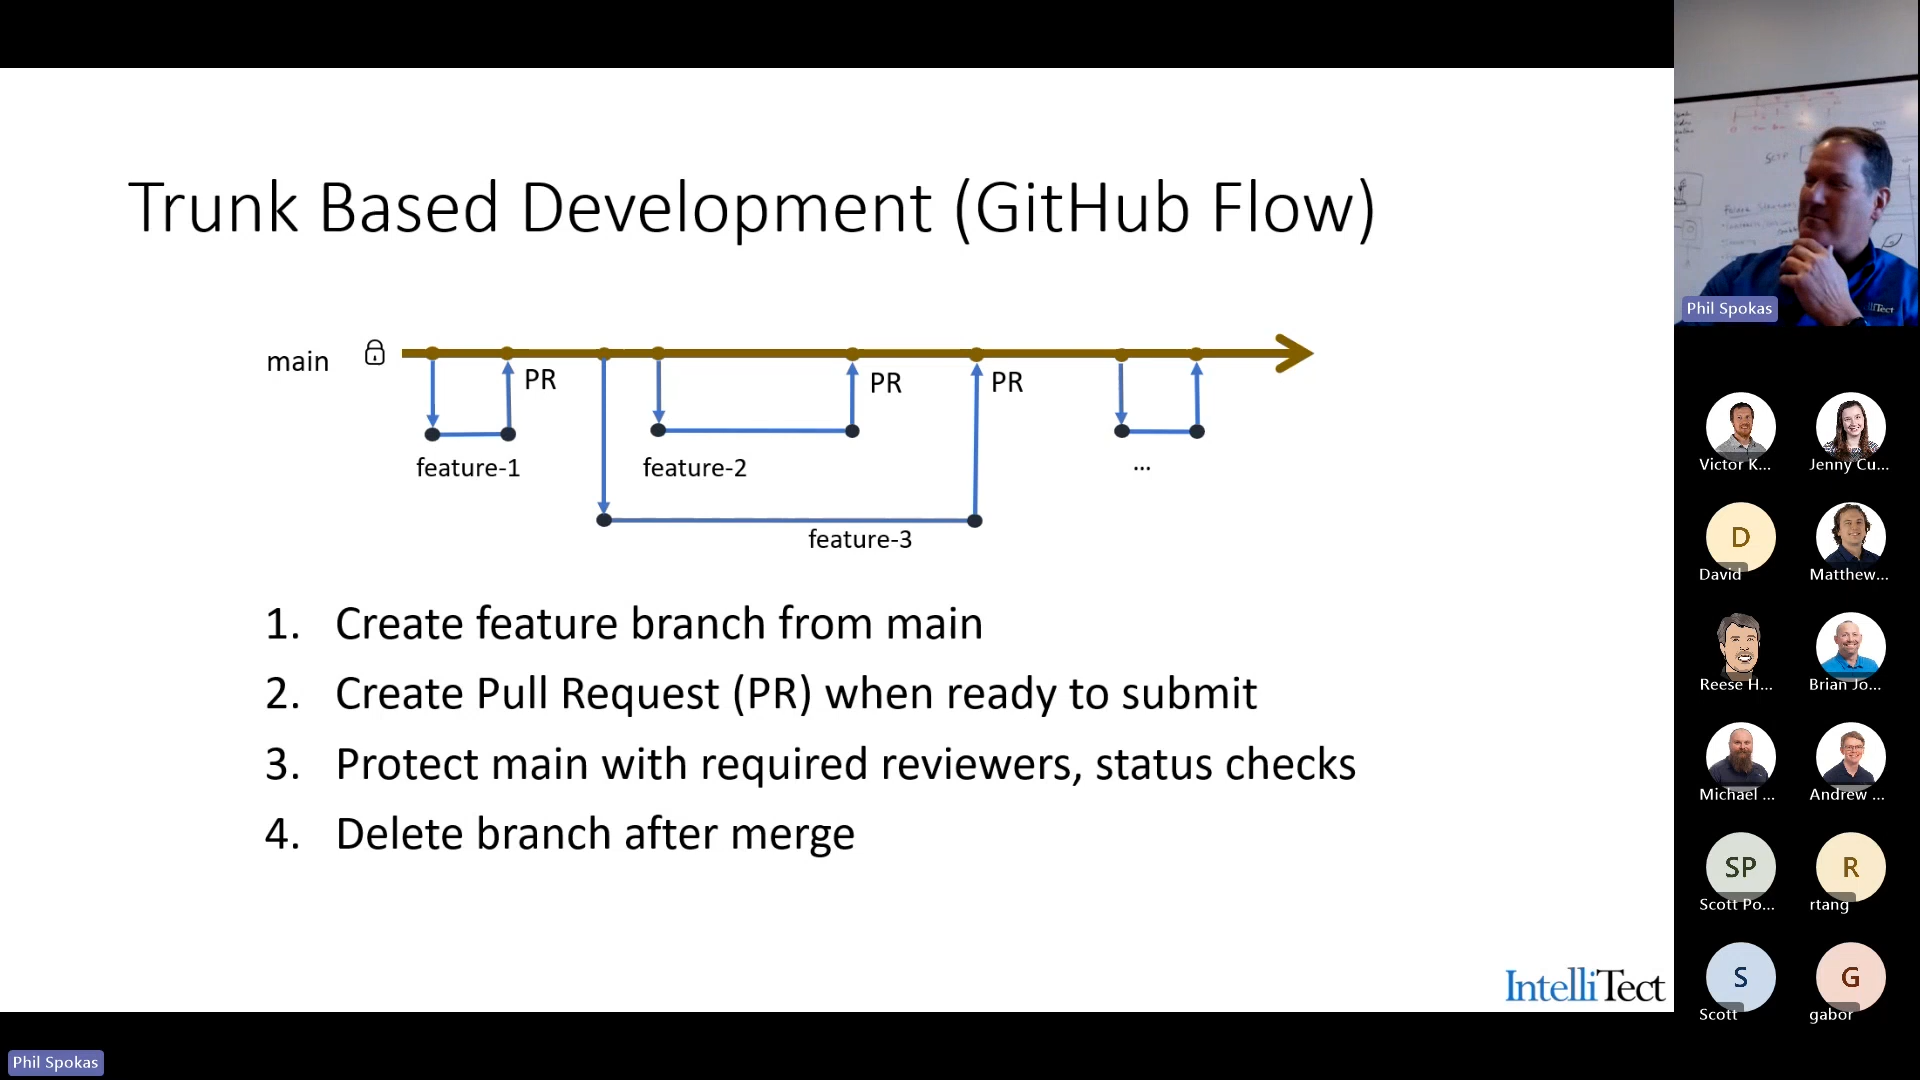 Trunk Based Development (GitHub Flow)
main
PR
PR
PR
feature-1
feature-2
...
feature-3
1. Create feature branch from main
2. Create Pull Request (PR) when ready to submit
3. Protect main with required reviewers, status checks
4. Delete branch after merge
IntelliTect
Phil Spokas
Phil Spokas
Victor K...
Jenny Cu...
D
David
Matthew...
Reese H...
Brian Jo...
Michael ...
Andrew ...
SP
Scott Po...
R
rtang
S
Scott
G
gabor